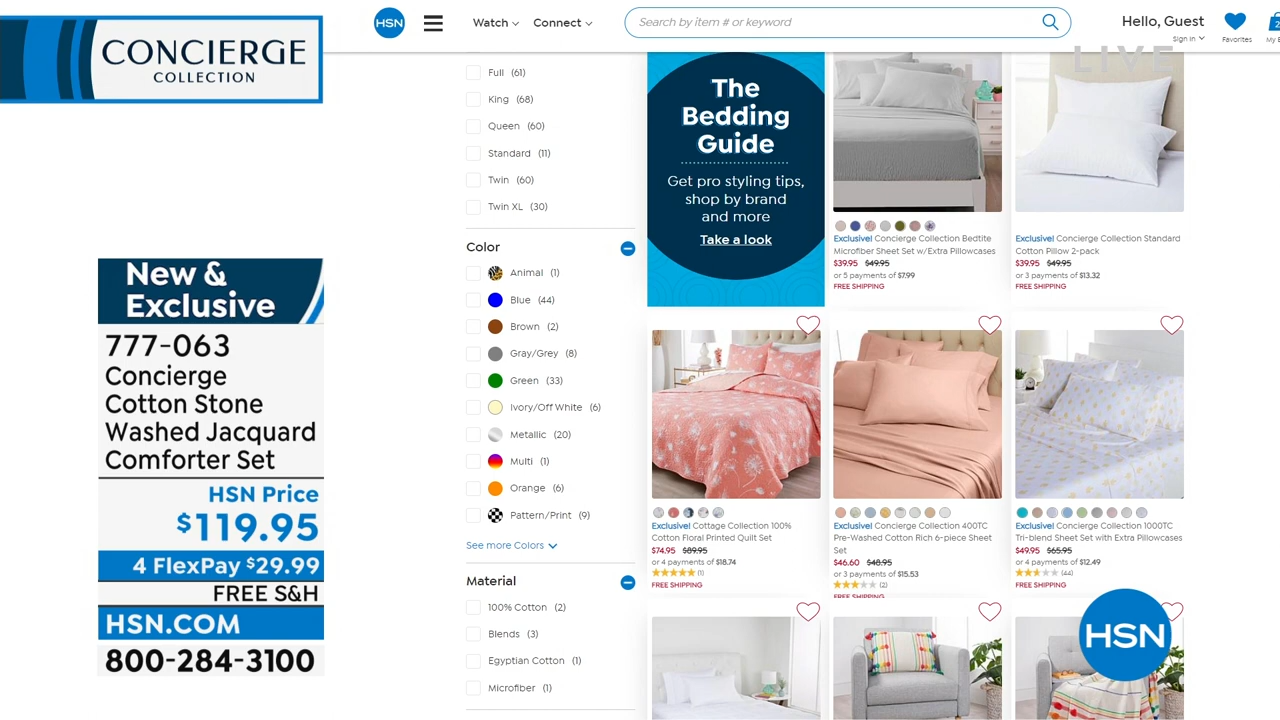 CONCIERGE
COLLECTION
New &
Exclusive
777-063
Concierge
Cotton Stone
Washed Jacquard
Comforter Set
HSN Price
$119.95
4 FlexPay $29.99
FREE S&H
HSN.COM
800-284-3100
HSN
Watch
Connect
Search by item # or keyword
Hello, Guest
Sign In
Favorites
LIVE
Full (61)
King (68)
Queen (60)
Standard (11)
Twin (60)
Twin XL (30)
Color
Animal (1)
Blue (44)
Brown (2)
Gray/Grey (8)
Green (33)
Ivory/Off White (6)
Metallic (20)
Multi (1)
Orange (6)
Pattern/Print (9)
See more Colors
Material
100% Cotton (2)
Blends (3)
Egyptian Cotton (1)
Microfiber (1)
The
Bedding
Guide
Get pro styling tips,
shop by brand
and more
Take a look
Exclusive! Concierge Collection Bedtite
Microfiber Sheet Set w/Extra Pillowcases
$39.95 $49.95
or 5 payments of $7.99
FREE SHIPPING
Exclusive! Concierge Collection Standard
Cotton Pillow 2-pack
$39.95 $49.95
or 3 payments of $13.32
FREE SHIPPING
Exclusive! Cottage Collection 100%
Cotton Floral Printed Quilt Set
$74.95 $89.95
or 4 payments of $18.74
(1)
FREE SHIPPING
Exclusive! Concierge Collection 400TC
Pre-Washed Cotton Rich 6-piece Sheet
Set
$46.60 $48.95
or 3 payments of $15.53
(2)
FREE SHIPPING
Exclusive! Concierge Collection 1000TC
Tri-blend Sheet Set with Extra Pillowcases
$49.95 $65.95
or 4 payments of $12.49
(44)
FREE SHIPPING
HSN